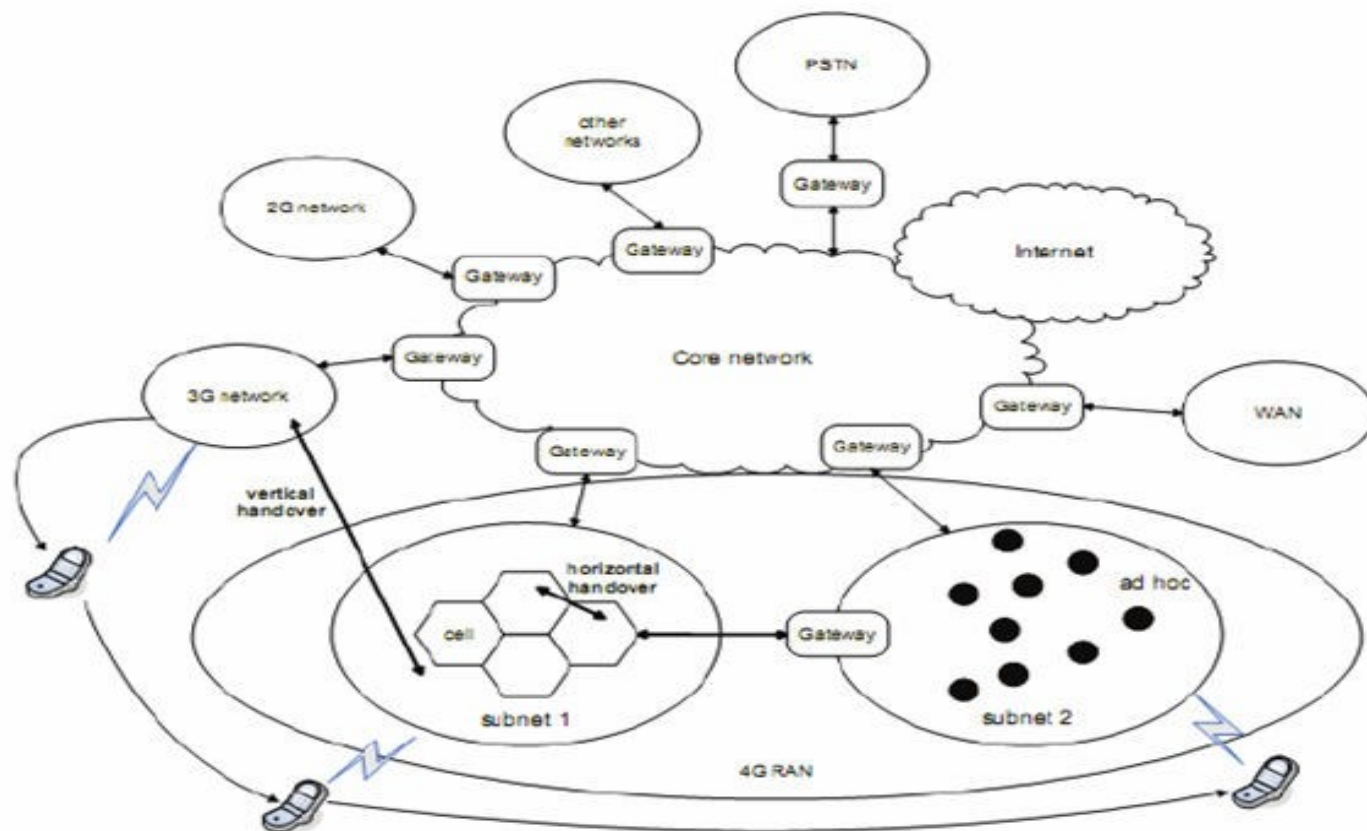 PSTN
other
networks
Gateway
2G network
Gateway
Internet
Gateway
Core network
Gateway
3G network
Gateway
WAN
Gateway
Gateway
vertical
handover
horizontal
handover
ad hoc
cell
Gateway
subnet 1
subnet 2
4G RAN